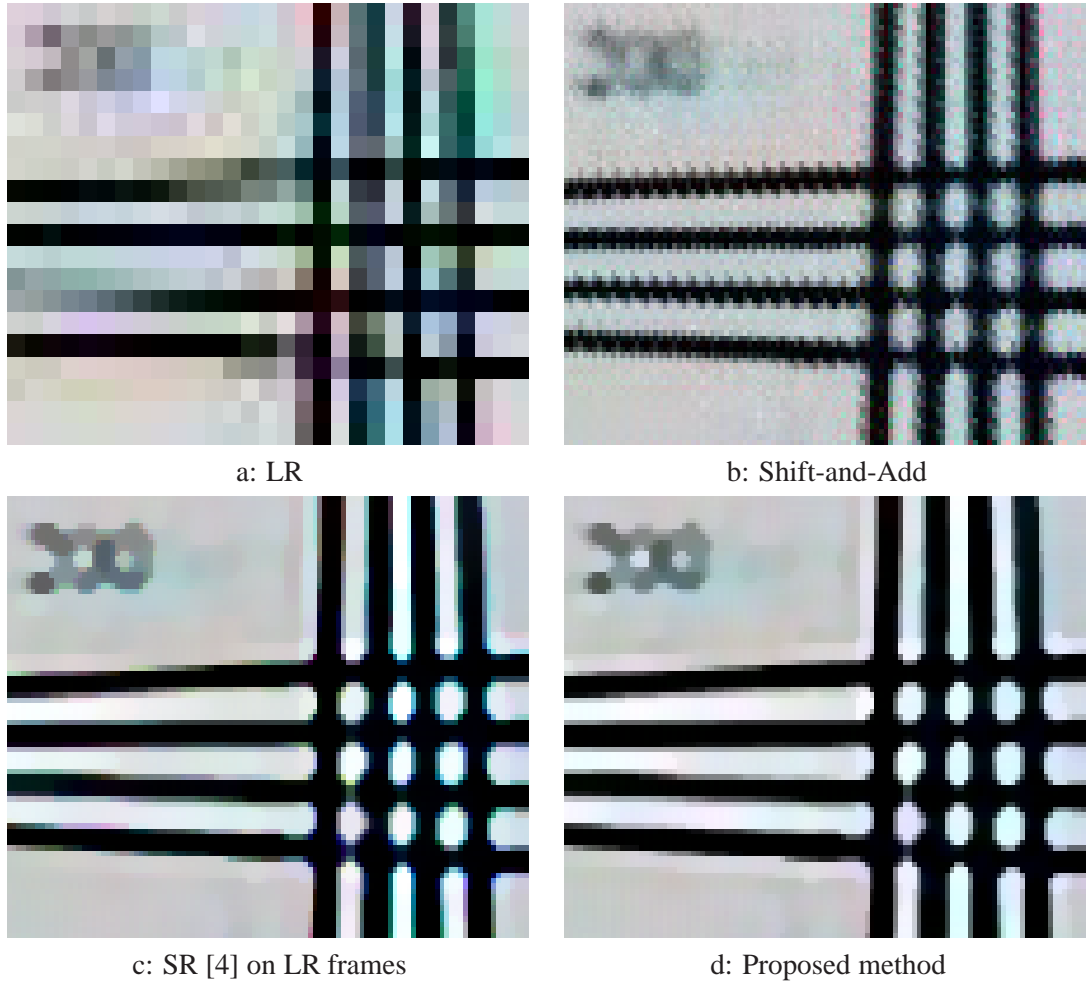 a: LR
b: Shift-and-Add
c: SR [4] on LR frames
d: Proposed method